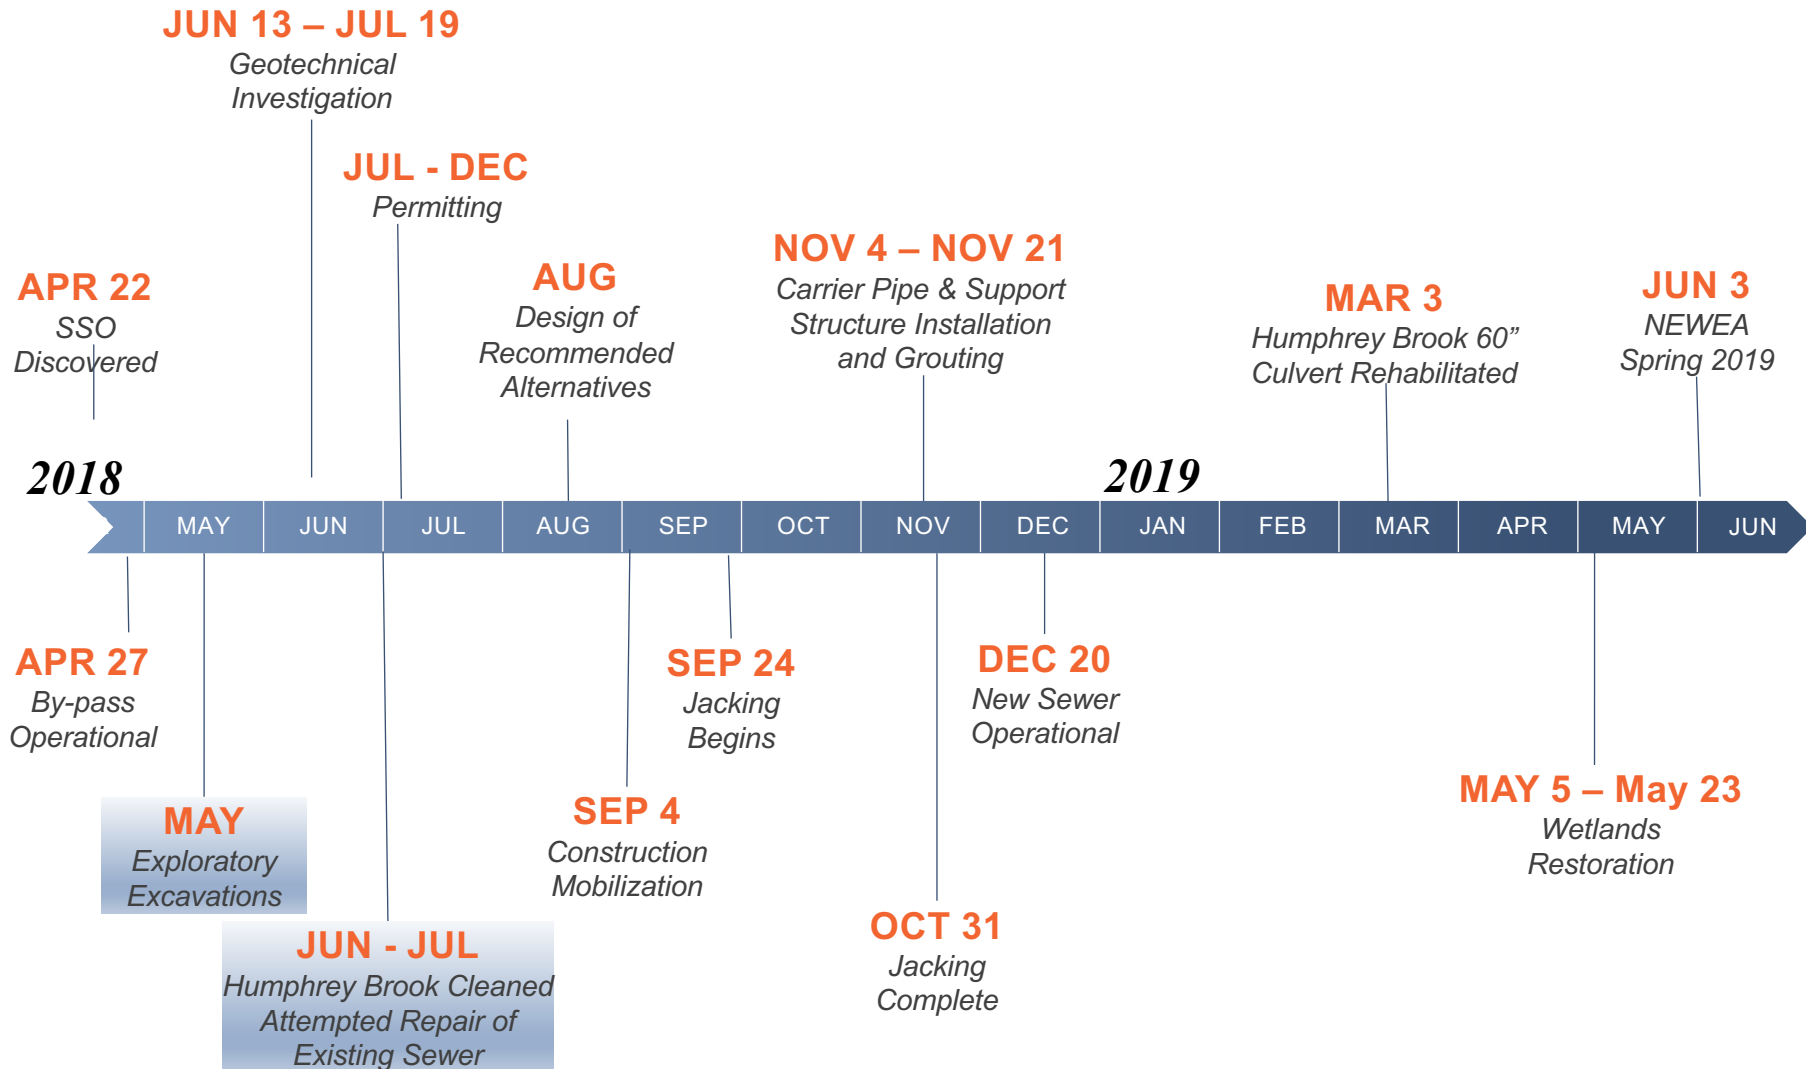 JUN 13 – JUL 19
Geotechnical
Investigation
JUL - DEC
Permitting
APR 22
SSO
Discovered
AUG
Design of
Recommended
Alternatives
NOV 4 – NOV 21
Carrier Pipe & Support
Structure Installation
and Grouting
MAR 3
Humphrey Brook 60”
Culvert Rehabilitated
JUN 3
NEWEA
Spring 2019
2018
2019
MAY JUN JUL AUG SEP OCT NOV DEC JAN FEB MAR APR MAY JUN
APR 27
By-pass
Operational
MAY
Exploratory
Excavations
JUN - JUL
Humphrey Brook Cleaned
Attempted Repair of
Existing Sewer
SEP 4
Construction
Mobilization
SEP 24
Jacking
Begins
OCT 31
Jacking
Complete
DEC 20
New Sewer
Operational
MAY 5 – May 23
Wetlands
Restoration